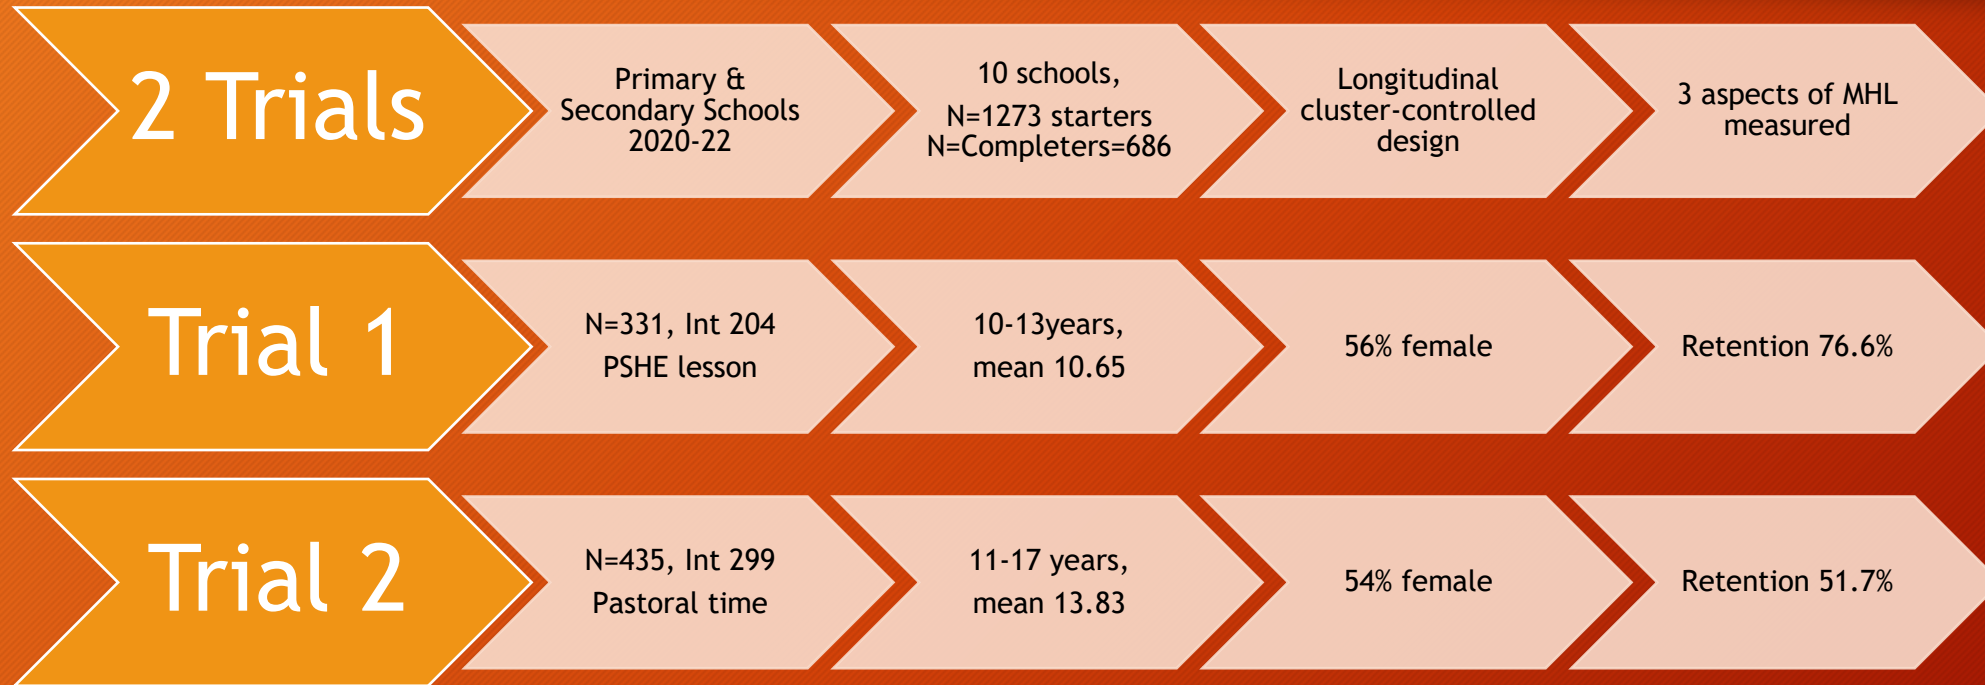 2 Trials
Primary &
Secondary Schools
2020-22
10 schools,
N=1273 starters
N=Completers=686
Longitudinal
cluster-controlled
design
3 aspects of MHL
measured
Trial 1
N=331, Int 204
PSHE lesson
10-13years,
mean 10.65
56% female
Retention 76.6%
Trial 2
N=435, Int 299
Pastoral time
11-17 years,
mean 13.83
54% female
Retention 51.7%